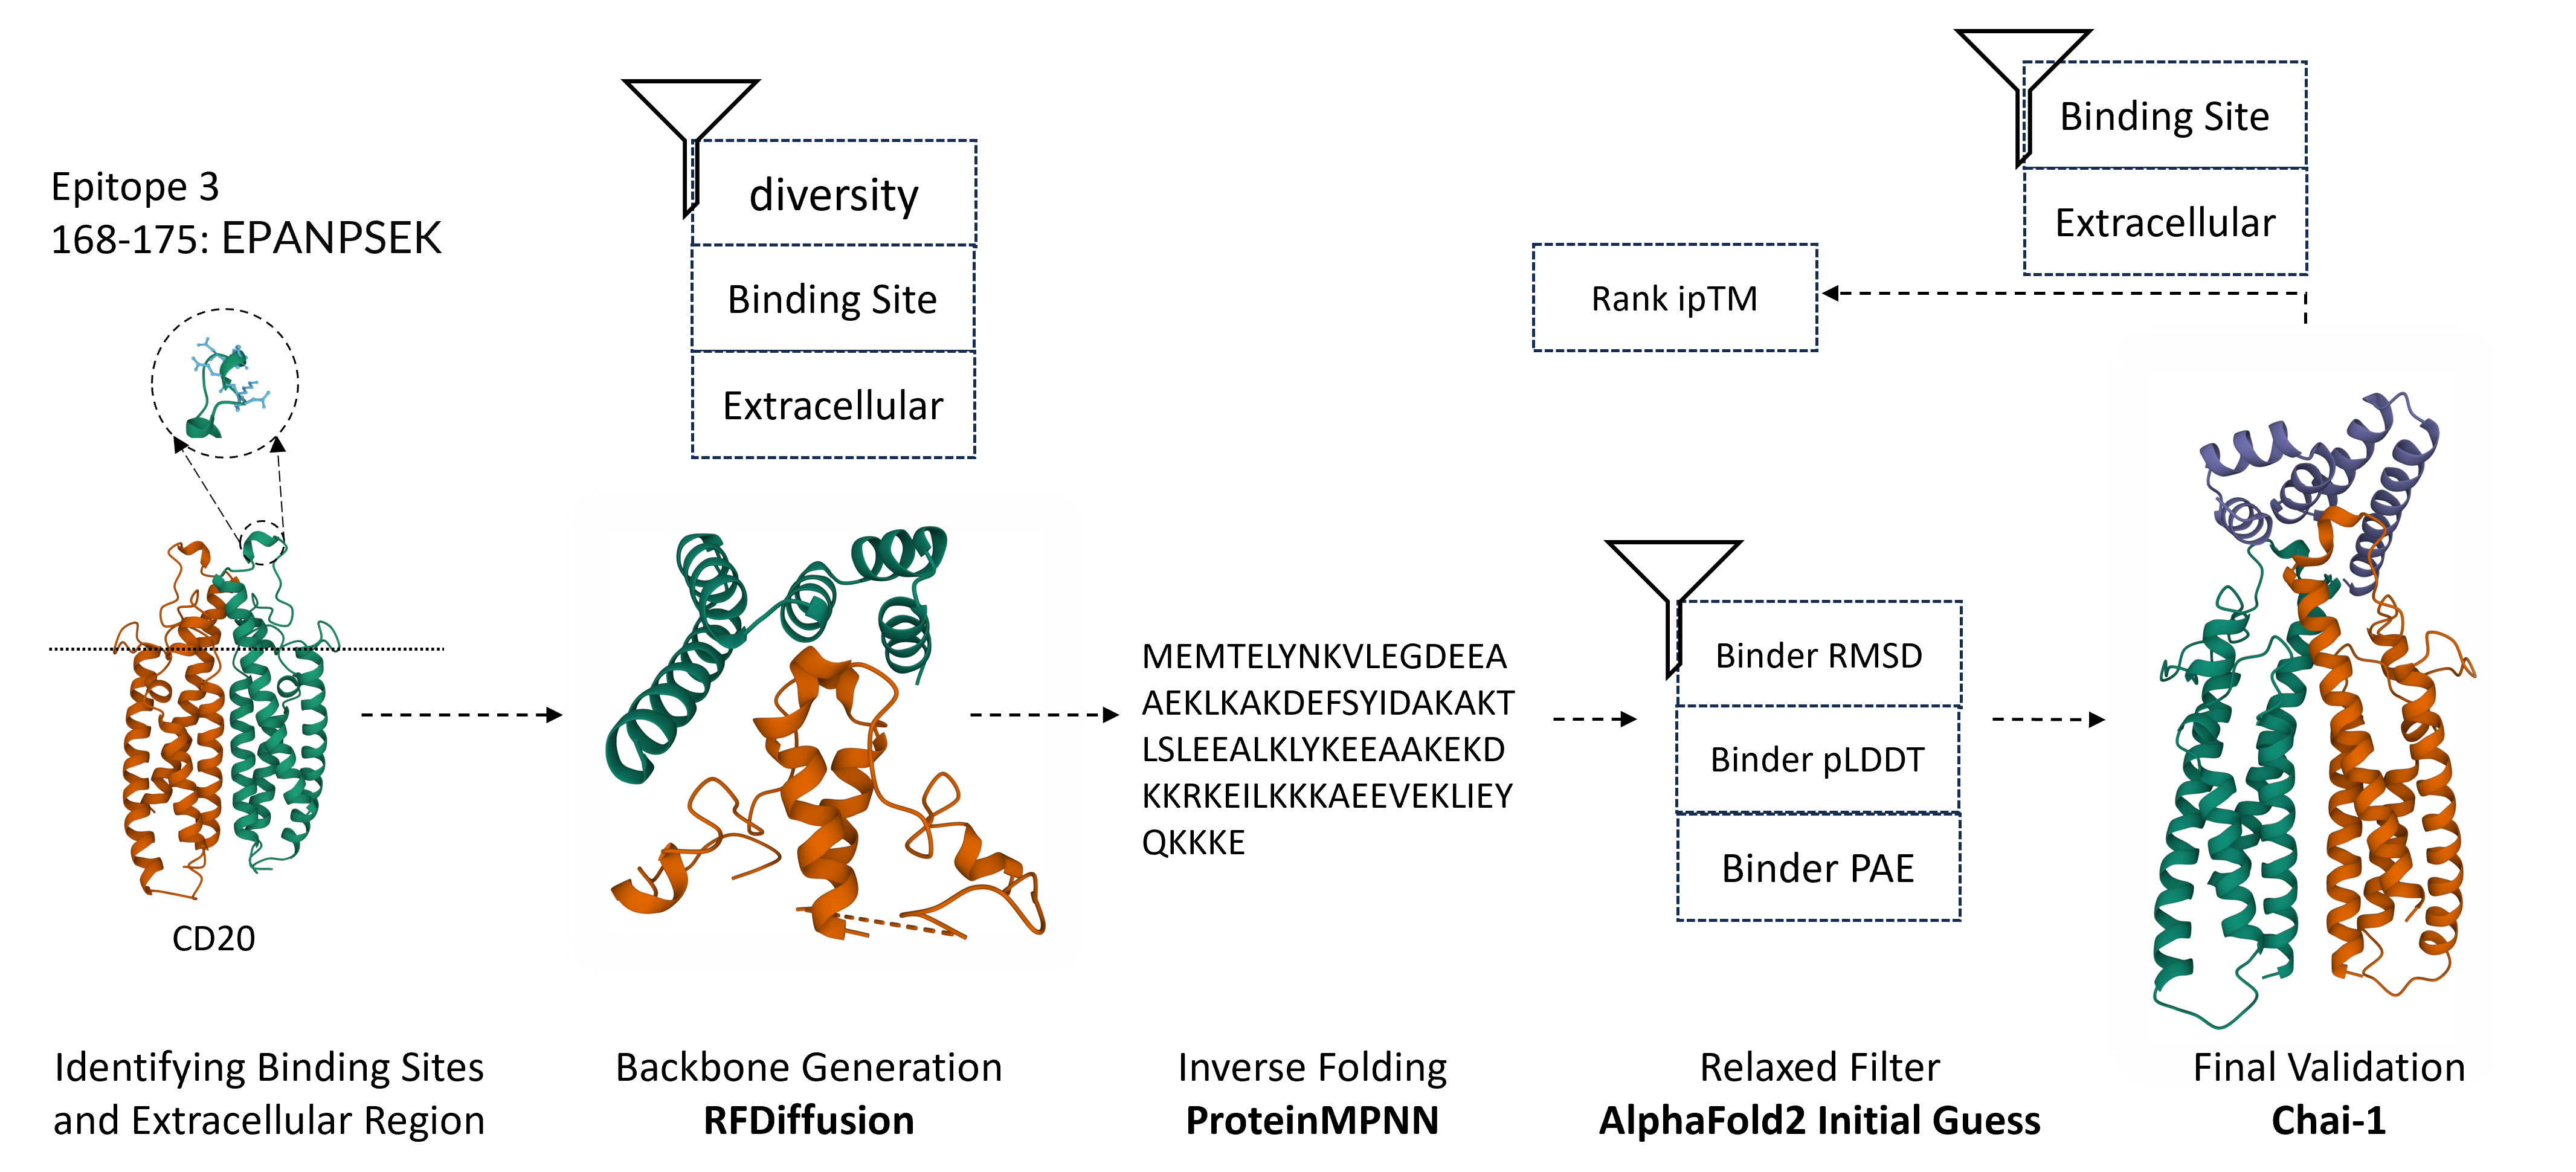 Epitope 3
168-175: EPANPSEK
CD20
Identifying Binding Sites
and Extracellular Region
diversity
Binding Site
Extracellular
Backbone Generation
RFDiffusion
MEMTELYNKVLEGDEEA
AEKLKAKDEFSYIDAKAKT
LSLEEALKLYKEEAAKEKD
KKRKEILKKKAEEVEKLIEY
QKKKE
Inverse Folding
ProteinMPNN
Binder RMSD
Binder pLDDT
Binder PAE
Relaxed Filter
AlphaFold2 Initial Guess
Binding Site
Extracellular
Rank ipTM
Final Validation
Chai-1